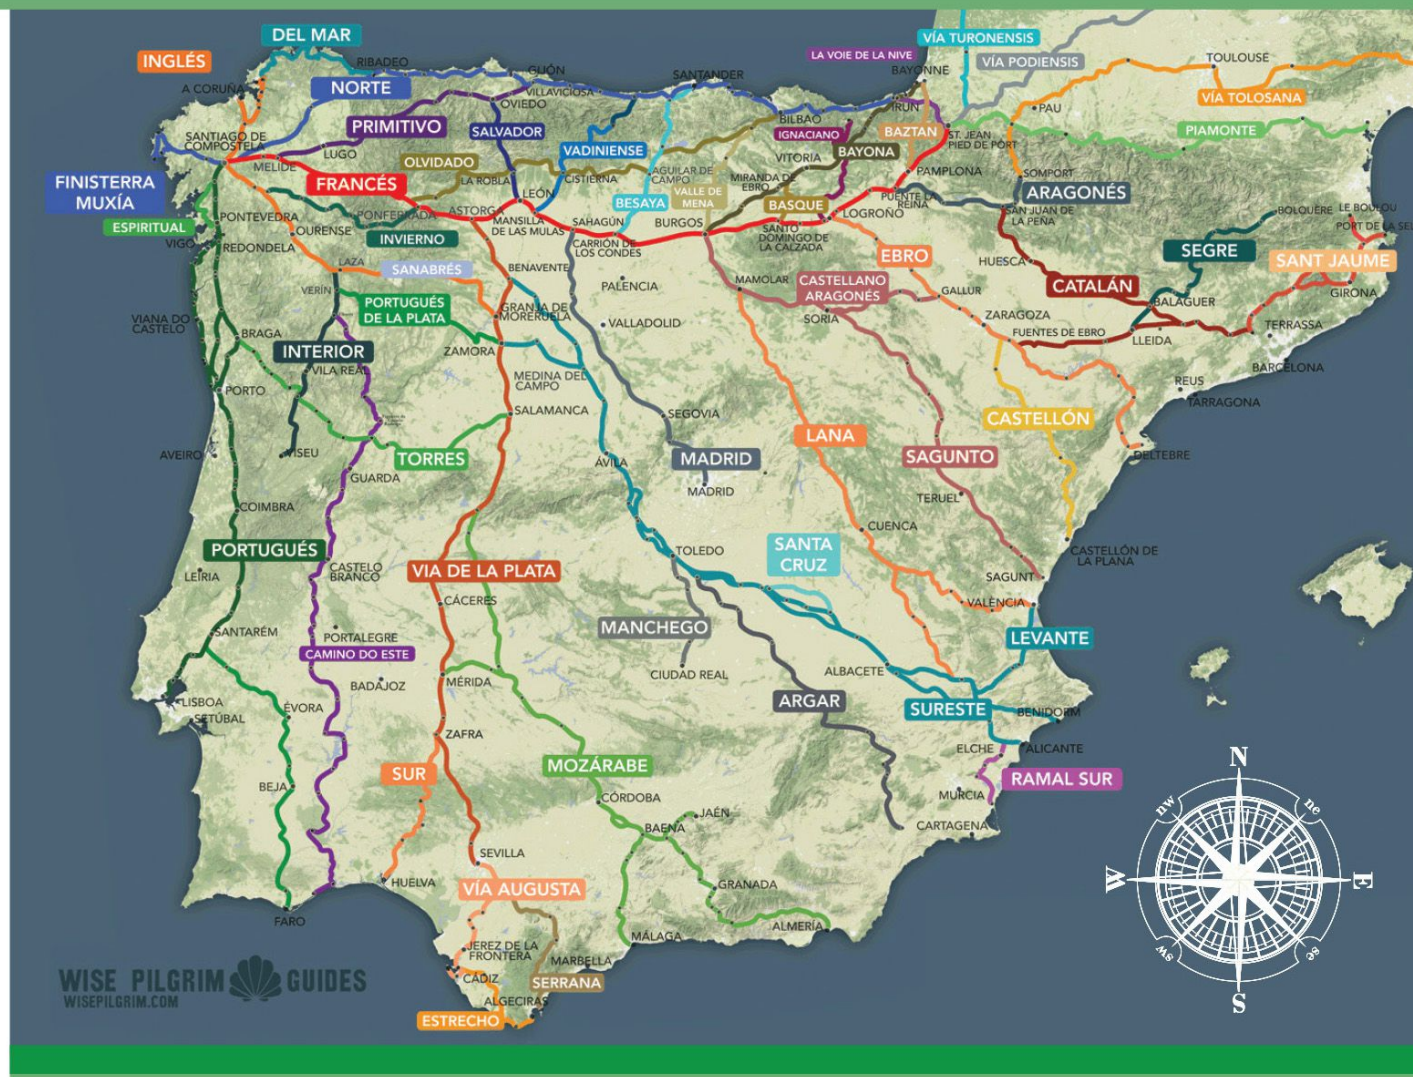 DEL MAR
INGLÉS
RIBADEO
A CORUÑA
NORTE
GIJÓN
VILLAVICIOSA
OVIEDO
SANTANDER
LA VOIE DE LA NIVE
VÍA TURONENSIS
VÍA PODIENSIS
BAYONNE
TOULOUSE
VÍA TOLOSANA
PAU
PIAMONTE
IRUN
BILBAO
SANTIAGO DE
COMPOSTELA
PRIMITIVO
SALVADOR
VADINIENSE
IGNACIANO
BAZTAN
ST. JEAN
PIED DE PORT
MELIDE
LUGO
OLVIDADO
LA ROBLA
CISTIERNA
AGUILAR DE
CAMPO
VITORIA
BAYONA
PAMPLONA
SOMPORT
FINISTERRA
MUXÍA
FRANCÉS
LEÓN
BESAYA
VALLE DE
MENA
MIRANDA DE
EBRO
BASQUE
PUENTE LA
REINA
ARAGONÉS
ESPIRITUAL
PONTEVEDRA
PONFERRADA
ASTORGA
MANSILLA
DE LAS MULAS
SAHAGÚN
BURGOS
LOGROÑO
SAN JUAN DE
LA PEÑA
BOLQUÈRE
LE BOULOU
VIGO
REDONDELA
OURENSE
INVIERNO
CARRIÓN DE
LOS CONDES
SANTO
DOMINGO DE
LA CALZADA
EBRO
HUESCA
SEGRE
SANT JAUME
LAZA
SANABRÉS
BENAVENTE
PALENCIA
MAMOLAR
CASTELLANO
ARAGONÉS
GALLUR
CATALÁN
GIRONA
VERÍN
PORTUGUÉS
DE LA PLATA
GRANJA DE
MORERUELA
BALAGUER
VIANA DO
CASTELO
BRAGA
VALLADOLID
SORIA
ZARAGOZA
FUENTES DE EBRO
LLEIDA
TERRASSA
INTERIOR
ZAMORA
BARCELONA
VILA REAL
MEDINA DEL
CAMPO
REUS
TARRAGONA
PORTO
SALAMANCA
SEGOVIA
CASTELLÓN
LANA
AVEIRO
VISEU
TORRES
ÁVILA
MADRID
SAGUNTO
DELTEBRE
GUARDA
MADRID
TERUEL
COIMBRA
CUENCA
PORTUGUÉS
TOLEDO
SANTA
CRUZ
CASTELLÓN DE
LA PLANA
LEÍRIA
CASTELO
BRANCO
VIA DE LA PLATA
SAGUNT
CÁCERES
VALÈNCIA
SANTARÉM
PORTALEGRE
MANCHEGO
LEVANTE
CAMINO DO ESTE
CIUDAD REAL
ALBACETE
BADAJOZ
MÉRIDA
LISBOA
SETÚBAL
ÉVORA
ARGAR
SURESTE
BENIDORM
ZAFRA
ELCHE
ALICANTE
SUR
MOZÁRABE
RAMAL SUR
BEJA
CÓRDOBA
MURCIA
BAENA
JAÉN
CARTAGENA
SEVILLA
HUELVA
VÍA AUGUSTA
GRANADA
FARO
ALMERÍA
MÁLAGA
JEREZ DE LA
FRONTERA
MARBELLA
CÁDIZ
SERRANA
ALGECIRAS
ESTRECHO
WISE PILGRIM GUIDES
WISEPILGRIM.COM
N
nw
ne
W
E
sw
se
S